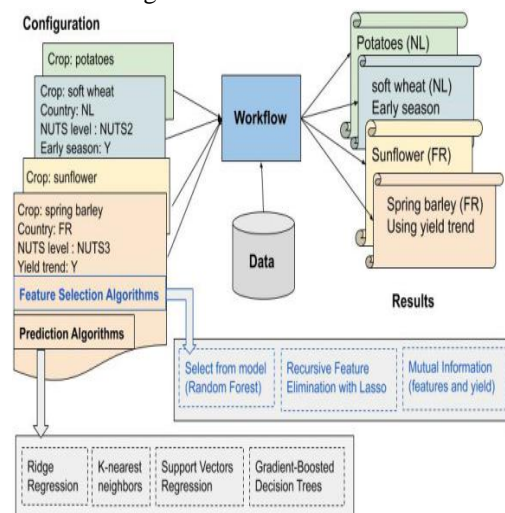 Configuration
Crop: potatoes
Crop: soft wheat
Country: NL
NUTS level : NUTS2
Early season: Y
Crop: sunflower
Crop: spring barley
Country: FR
NUTS level : NUTS3
Yield trend: Y
Feature Selection Algorithms
Prediction Algorithms
Workflow
Data
Potatoes (NL)
soft wheat (NL)
Early season
Sunflower (FR)
Spring barley (FR)
Using yield trend
Results
Select from model
(Random Forest)
Recursive Feature
Elimination with Lasso
Mutual Information
(features and yield)
Ridge
Regression
K-nearest
neighbors
Support Vectors
Regression
Gradient-Boosted
Decision Trees